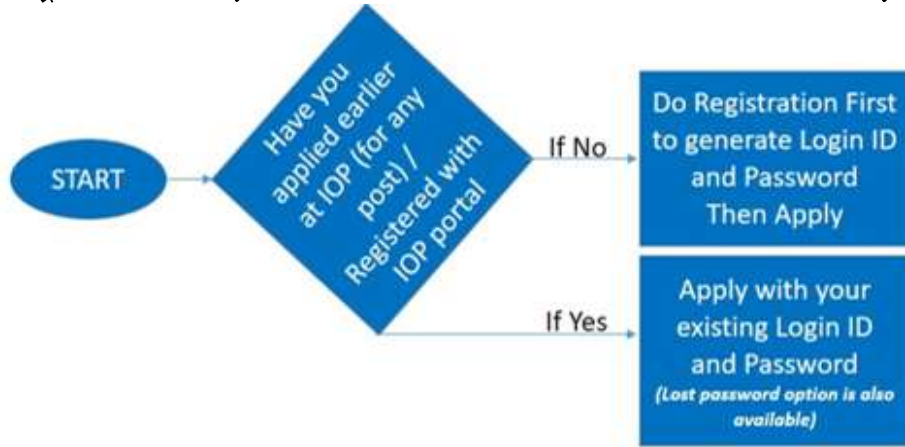 START
Have you
applied earlier
at IOP (for any
post) /
Registered with
IOP portal
If No
Do Registration First
to generate Login ID
and Password
Then Apply
If Yes
Apply with your
existing Login ID
and Password
(Lost password option is also
available)